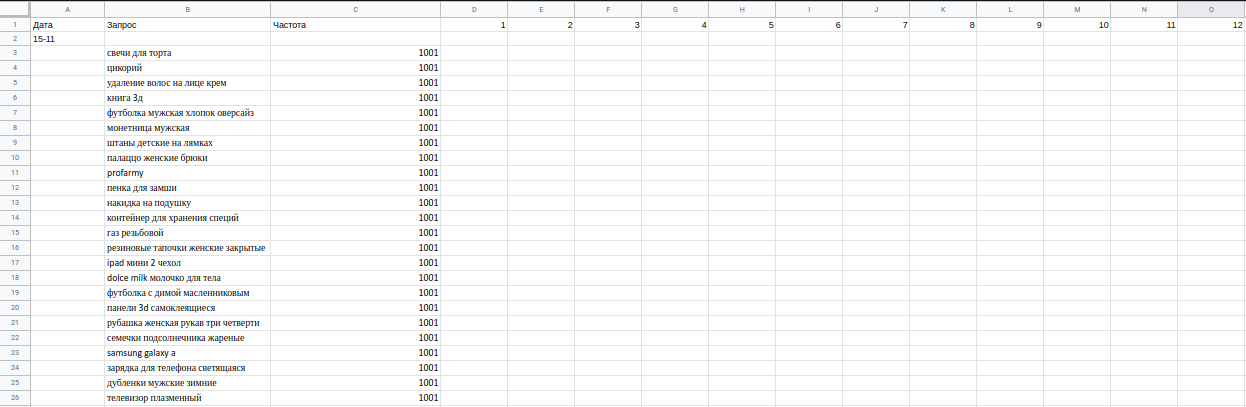 A B C D E F G H I J K L M N O
1 Дата Запрос Частота 1 2 3 4 5 6 7 8 9 10 11 12
2 15-11
3 свечи для торта 1001
4 цикорий 1001
5 удаление волос на лице крем 1001
6 книга 3д 1001
7 футболка мужская хлопок оверсайз 1001
8 монетница мужская 1001
9 штаны детские на лямках 1001
10 палаццо женские брюки 1001
11 profarmy 1001
12 пенка для замши 1001
13 накидка на подушку 1001
14 контейнер для хранения специй 1001
15 газ резьбовой 1001
16 резиновые тапочки женские закрытые 1001
17 ipad мини 2 чехол 1001
18 dolce milk молочко для тела 1001
19 футболка с димой масленниковым 1001
20 панели 3d самоклеящиеся 1001
21 рубашка женская рукав три четверти 1001
22 семечки подсолнечника жареные 1001
23 samsung galaxy a 1001
24 зарядка для телефона светящаяся 1001
25 дубленки мужские зимние 1001
26 телевизор плазменный 1001